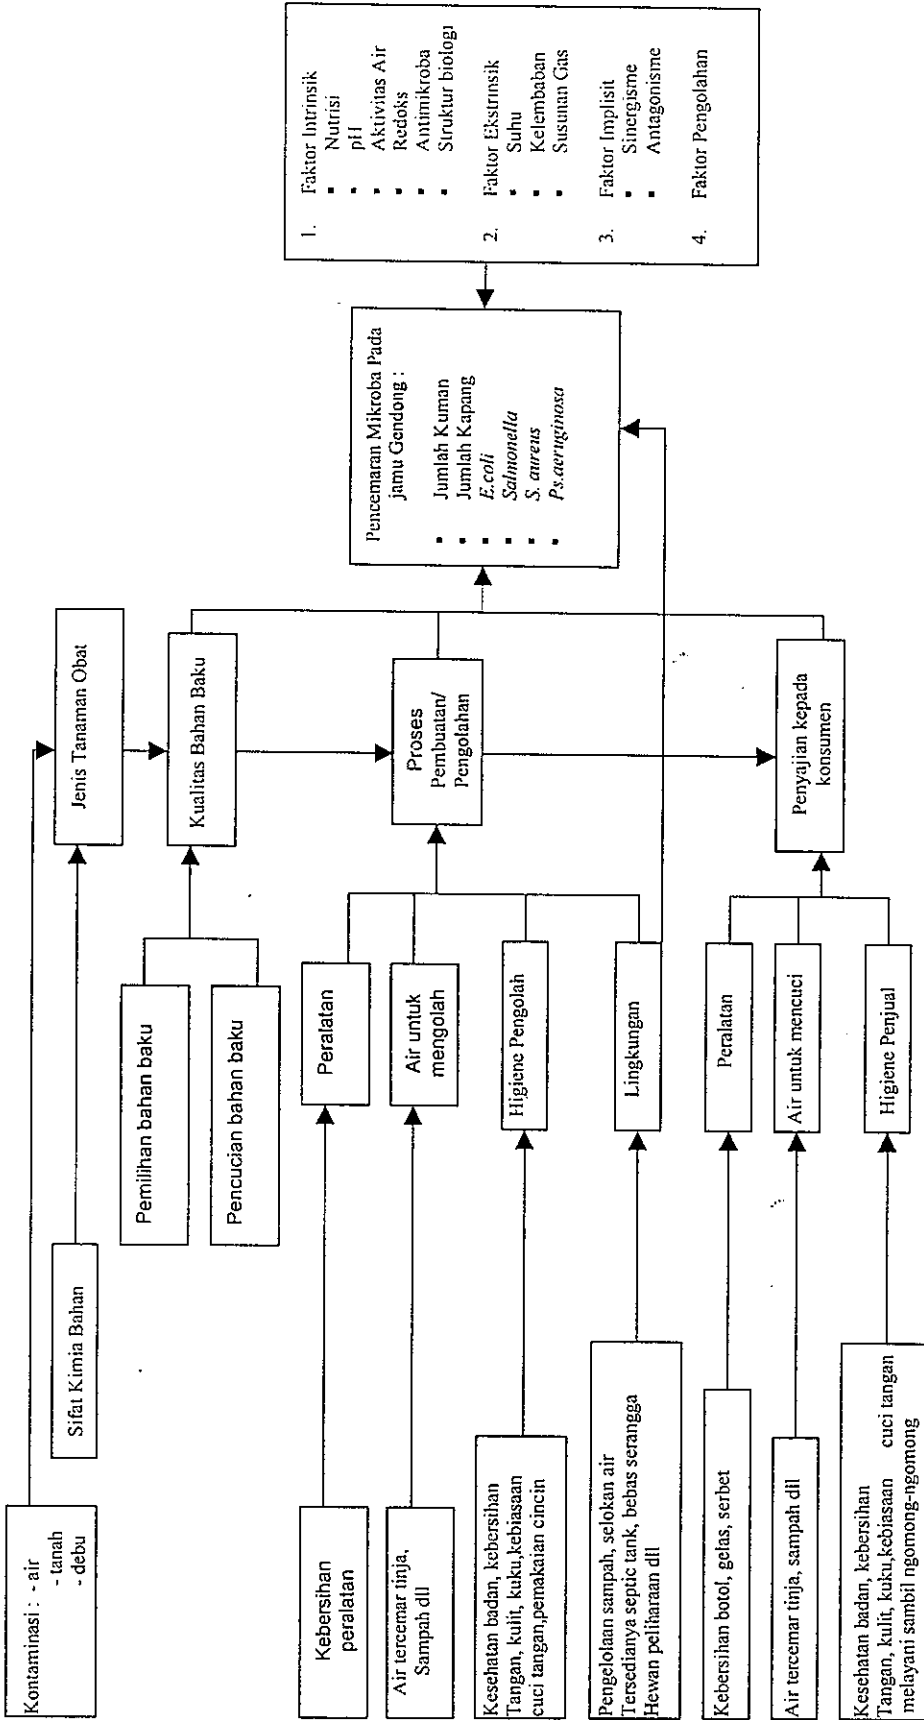 Kontaminasi : - air
- tanah
- debu
Sifat Kimia Bahan
Jenis Tanaman Obat
Pemilihan bahan baku
Pencucian bahan baku
Kualitas Bahan Baku
Kebersihan
peralatan
Peralatan
Air tercemar tinja,
Sampah dll
Air untuk
mengolah
Proses
Pembuatan/
Pengolahan
Kesehatan badan, kebersihan
Tangan, kulit, kuku,kebiasaan
cuci tangan,pemakaian cincin
Higiene Pengolah
Pengelolaan sampah, selokan air
Tersedianya septic tank, bebas serangga
Hewan peliharaan dll
Lingkungan
Kebersihan botol, gelas, serbet
Peralatan
Air tercemar tinja, sampah dll
Air untuk mencuci
Penyajian kepada
konsumen
Kesehatan badan, kebersihan
Tangan, kulit, kuku,kebiasaan cuci tangan
melayani sambil ngomong-ngomong
Higiene Penjual
Pencemaran Mikroba Pada
jamu Gendong :
▪ Jumlah Kuman
▪ Jumlah Kapang
▪ E.coli
▪ Salmonella
▪ S. aureus
▪ Ps.aeruginosa
1. Faktor Intrinsik
▪ Nutrisi
▪ pH
▪ Aktivitas Air
▪ Redoks
▪ Antimikroba
▪ Struktur biologi
2. Faktor Ekstrinsik
▪ Suhu
▪ Kelembaban
▪ Susunan Gas
3. Faktor Implisit
▪ Sinergisme
▪ Antagonisme
4. Faktor Pengolahan